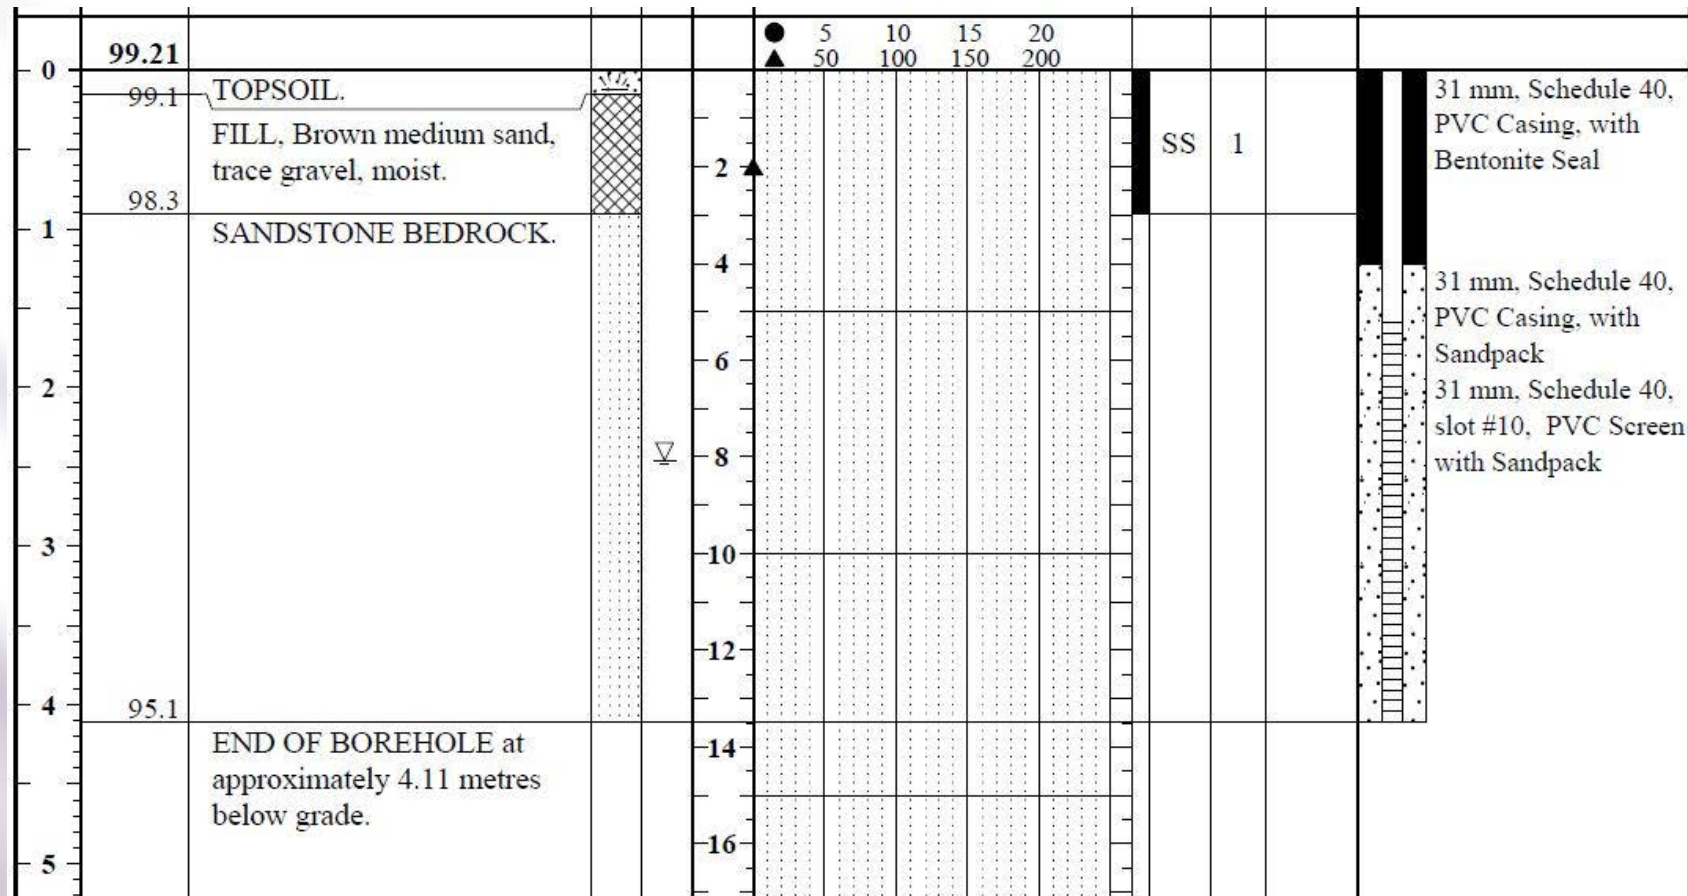 99.21
● 5 10 15 20
▲ 50 100 150 200
0
99.1
TOPSOIL.
FILL, Brown medium sand,
trace gravel, moist.
98.3
SANDSTONE BEDROCK.
95.1
END OF BOREHOLE at
approximately 4.11 metres
below grade.
1
2
3
4
5
2
4
6
8
10
12
14
16
SS 1
31 mm, Schedule 40,
PVC Casing, with
Bentonite Seal
31 mm, Schedule 40,
PVC Casing, with
Sandpack
31 mm, Schedule 40,
slot #10, PVC Screen
with Sandpack